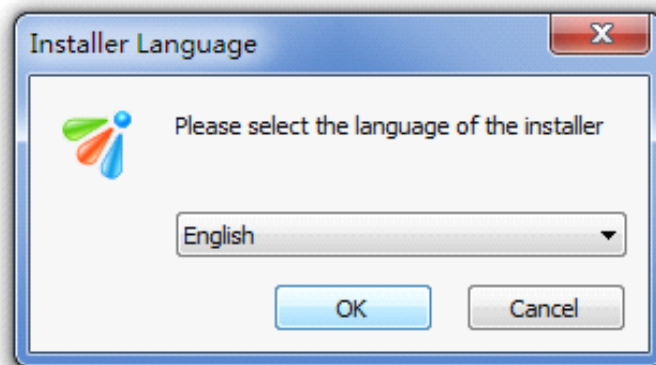 Installer Language
Please select the language of the installer
English
OK
Cancel